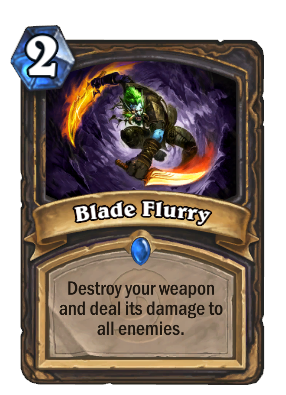 2
Blade Flurry
Destroy your weapon
and deal its damage to
all enemies.